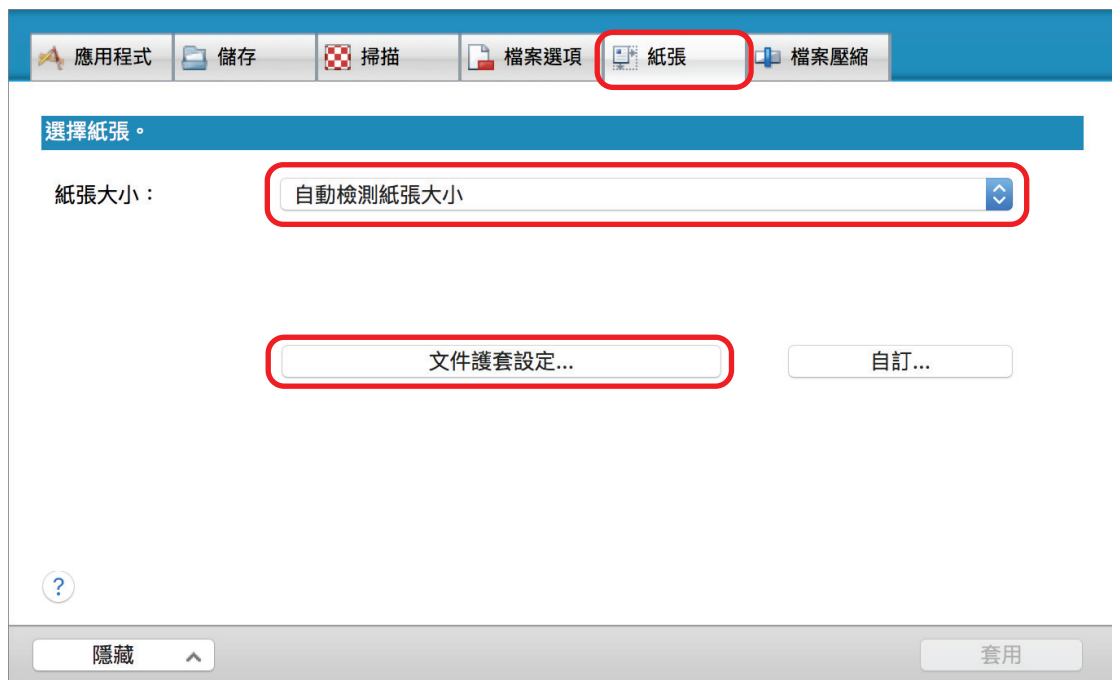 應用程式 儲存 掃描 檔案選項 紙張 檔案壓縮
選擇紙張。
紙張大小： 自動檢測紙張大小
文件護套設定... 自訂...
?
隱藏 套用